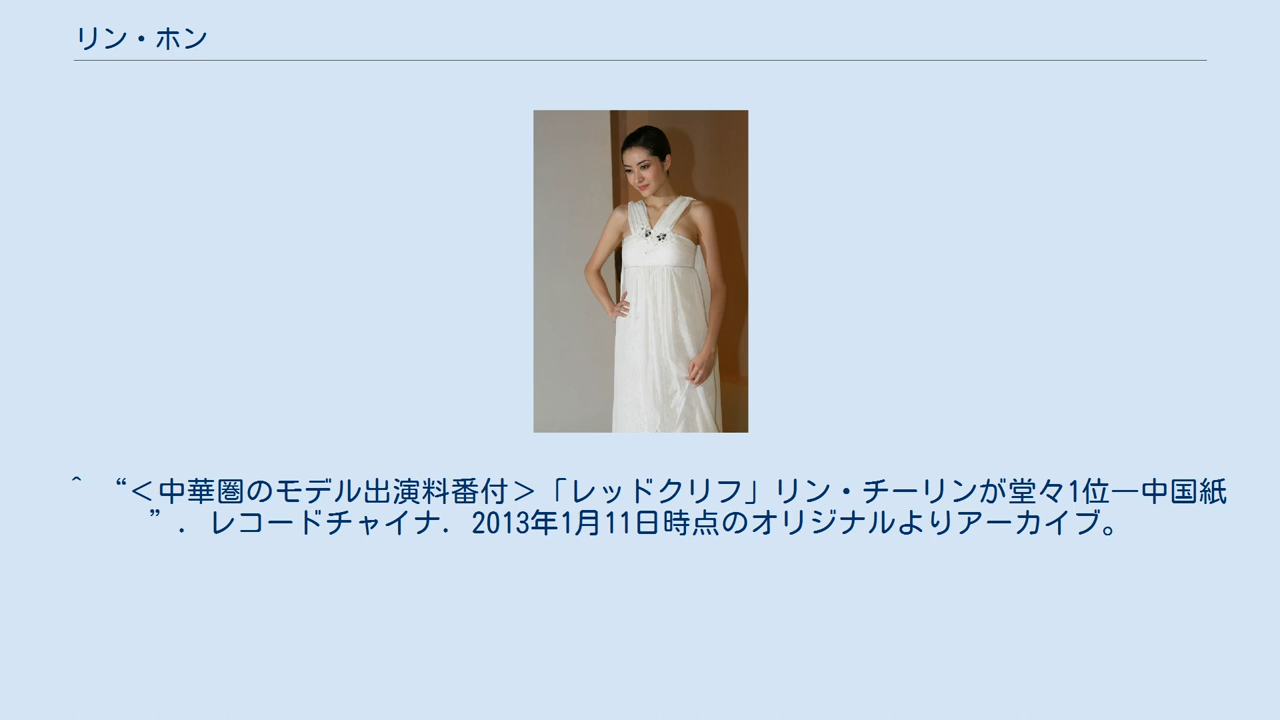 リン・ホン
^ “＜中華圏のモデル出演料番付＞「レッドクリフ」リン・チーリンが堂々1位―中国紙
”. レコードチャイナ. 2013年1月11日時点のオリジナルよりアーカイブ。